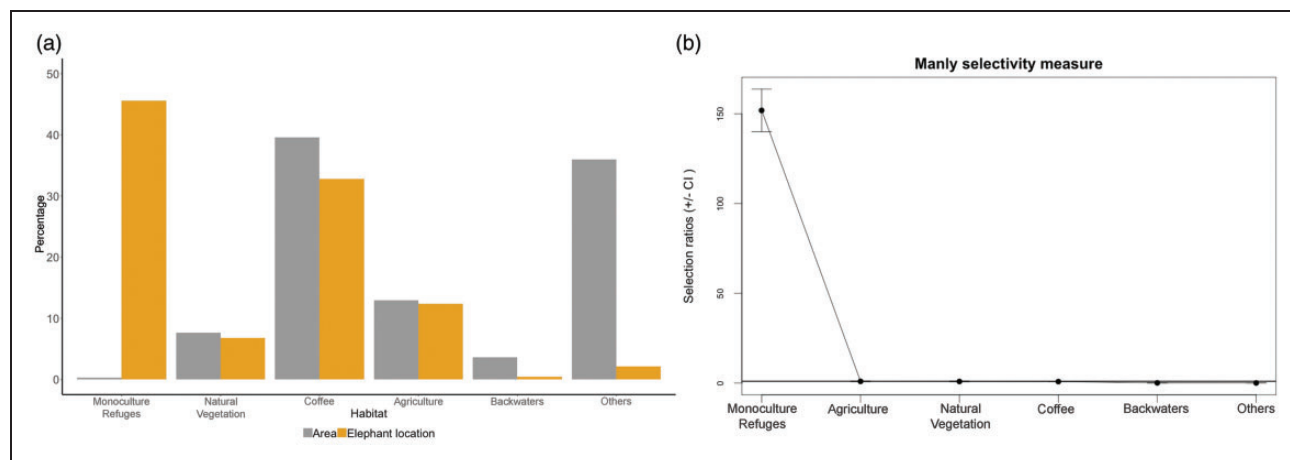 (a)
50
40
30
20
10
0
Percentage
Monoculture
Refuges
Natural
Vegetation
Coffee
Agriculture
Backwaters
Others
Habitat
Area Elephant location
(b)
Manly selectivity measure
150
100
50
0
Selection ratios (+/- CI )
Monoculture
Refuges
Agriculture
Natural
Vegetation
Coffee
Backwaters
Others